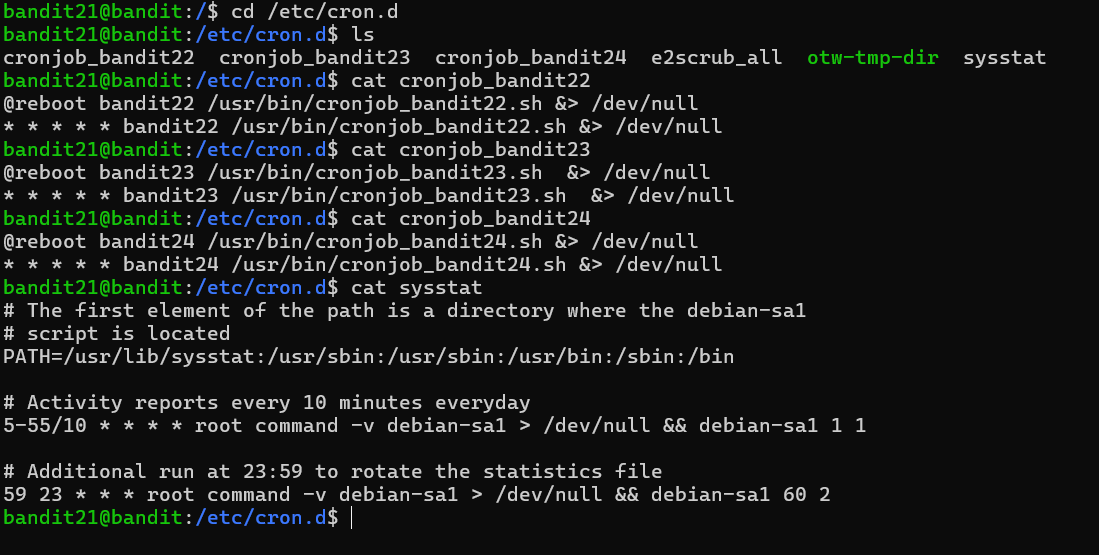 bandit21@bandit:/$ cd /etc/cron.d
bandit21@bandit:/etc/cron.d$ ls
cronjob_bandit22  cronjob_bandit23  cronjob_bandit24  e2scrub_all  otw-tmp-dir  sysstat
bandit21@bandit:/etc/cron.d$ cat cronjob_bandit22
@reboot bandit22 /usr/bin/cronjob_bandit22.sh &> /dev/null
* * * * * bandit22 /usr/bin/cronjob_bandit22.sh &> /dev/null
bandit21@bandit:/etc/cron.d$ cat cronjob_bandit23
@reboot bandit23 /usr/bin/cronjob_bandit23.sh  &> /dev/null
* * * * * bandit23 /usr/bin/cronjob_bandit23.sh  &> /dev/null
bandit21@bandit:/etc/cron.d$ cat cronjob_bandit24
@reboot bandit24 /usr/bin/cronjob_bandit24.sh &> /dev/null
* * * * * bandit24 /usr/bin/cronjob_bandit24.sh &> /dev/null
bandit21@bandit:/etc/cron.d$ cat sysstat
# The first element of the path is a directory where the debian-sa1
# script is located
PATH=/usr/lib/sysstat:/usr/sbin:/usr/sbin:/usr/bin:/sbin:/bin

# Activity reports every 10 minutes everyday
5-55/10 * * * * root command -v debian-sa1 > /dev/null && debian-sa1 1 1

# Additional run at 23:59 to rotate the statistics file
59 23 * * * root command -v debian-sa1 > /dev/null && debian-sa1 60 2
bandit21@bandit:/etc/cron.d$